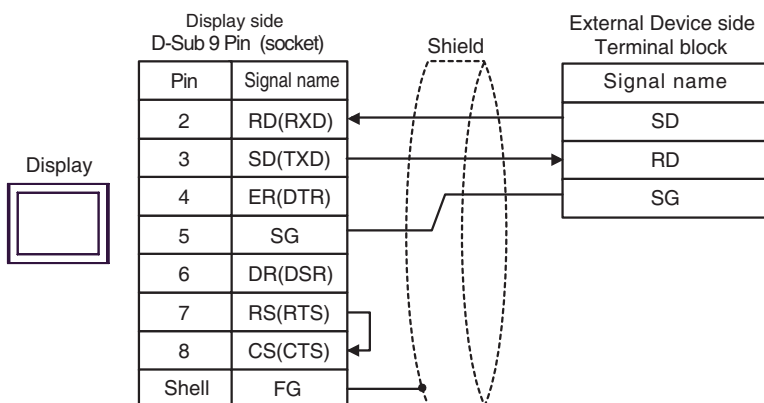 Display side
D-Sub 9 Pin (socket)
Shield
External Device side
Terminal block
Pin Signal name
Signal name
2 RD(RXD)
SD
3 SD(TXD)
RD
4 ER(DTR)
SG
5 SG
6 DR(DSR)
7 RS(RTS)
8 CS(CTS)
Shell FG
Display